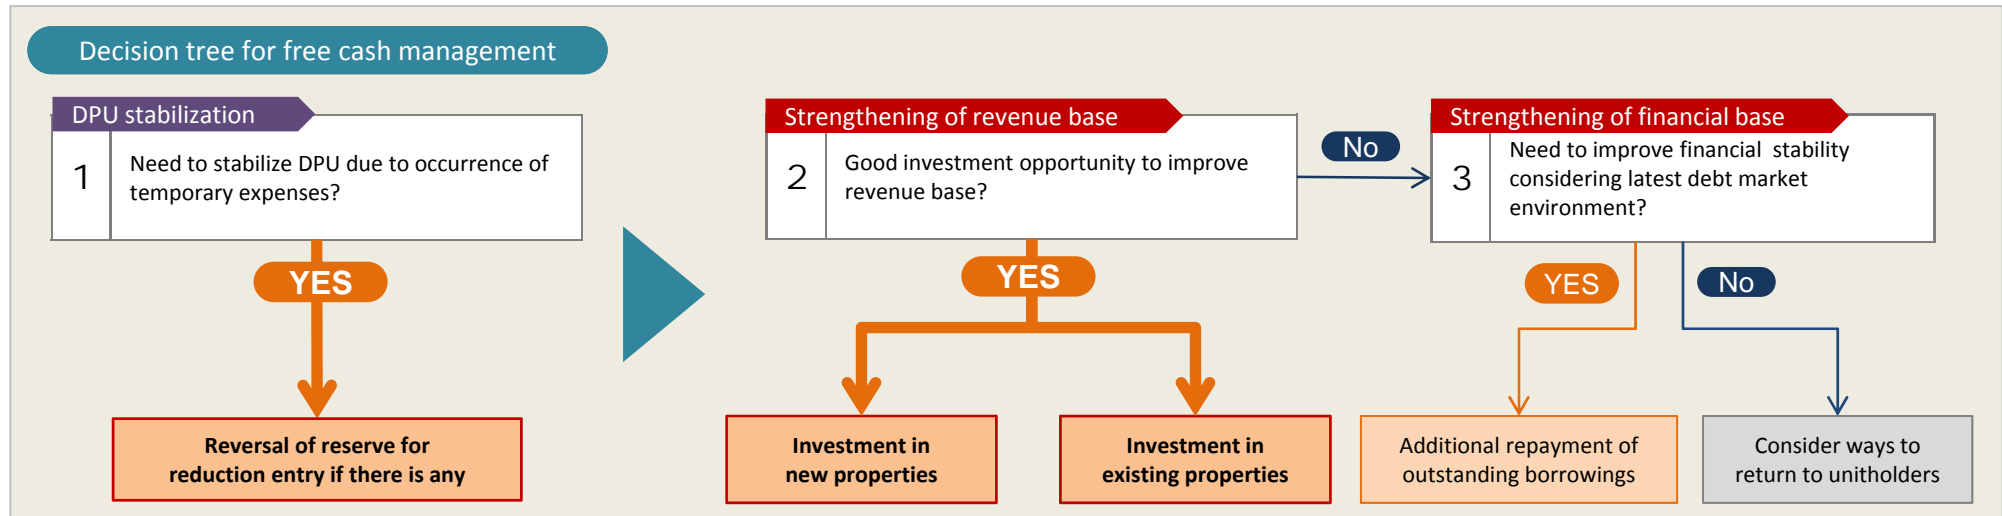 Decision tree for free cash management
DPU stabilization
1
Need to stabilize DPU due to occurrence of
temporary expenses?
YES
Reversal of reserve for
reduction entry if there is any
Strengthening of revenue base
2
Good investment opportunity to improve
revenue base?
No
YES
Investment in
new properties
Investment in
existing properties
Strengthening of financial base
3
Need to improve financial stability
considering latest debt market
environment?
YES
No
Additional repayment of
outstanding borrowings
Consider ways to
return to unitholders